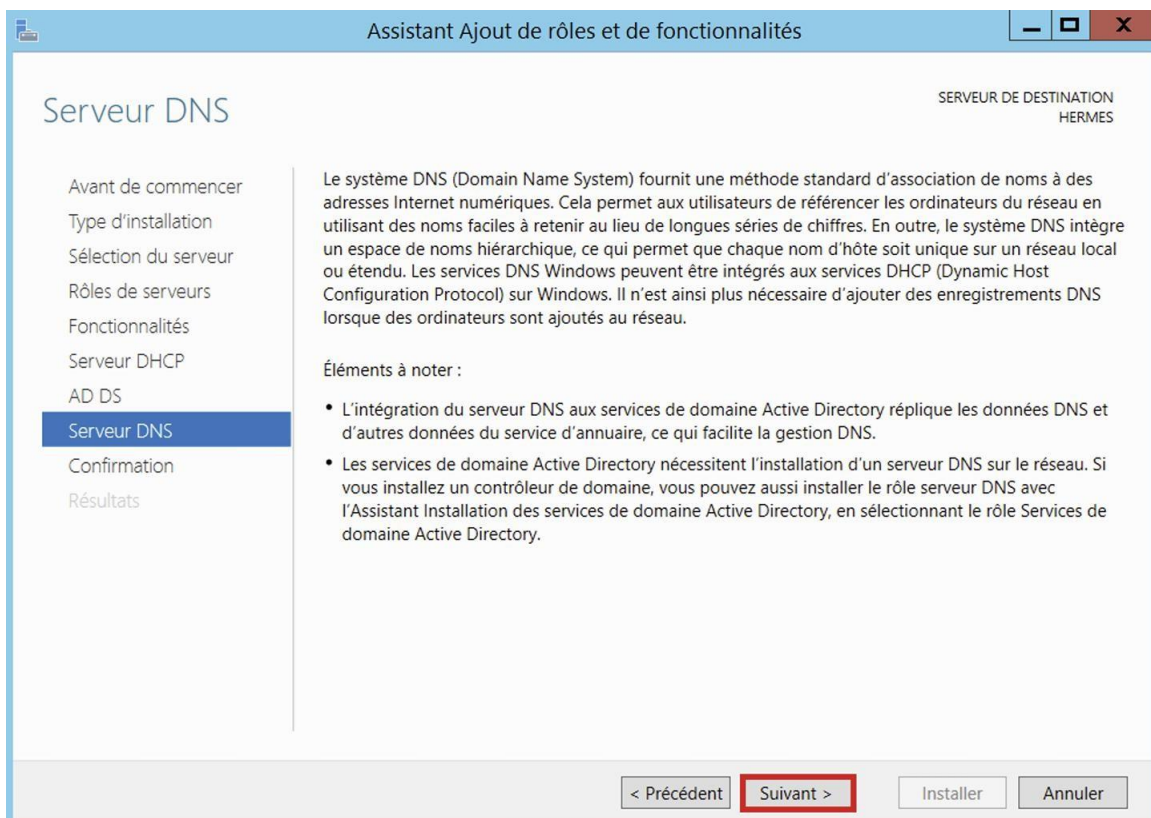 Assistant Ajout de rôles et de fonctionnalités
Serveur DNS
SERVEUR DE DESTINATION
HERMES
Avant de commencer
Type d'installation
Sélection du serveur
Rôles de serveurs
Fonctionnalités
Serveur DHCP
AD DS
Serveur DNS
Confirmation
Résultats
Le système DNS (Domain Name System) fournit une méthode standard d'association de noms à des
adresses Internet numériques. Cela permet aux utilisateurs de référencer les ordinateurs du réseau en
utilisant des noms faciles à retenir au lieu de longues séries de chiffres. En outre, le système DNS intègre
un espace de noms hiérarchique, ce qui permet que chaque nom d'hôte soit unique sur un réseau local
ou étendu. Les services DNS Windows peuvent être intégrés aux services DHCP (Dynamic Host
Configuration Protocol) sur Windows. Il n'est ainsi plus nécessaire d'ajouter des enregistrements DNS
lorsque des ordinateurs sont ajoutés au réseau.
Éléments à noter :
• L'intégration du serveur DNS aux services de domaine Active Directory réplique les données DNS et
d'autres données du service d'annuaire, ce qui facilite la gestion DNS.
• Les services de domaine Active Directory nécessitent l'installation d'un serveur DNS sur le réseau. Si
vous installez un contrôleur de domaine, vous pouvez aussi installer le rôle serveur DNS avec
l'Assistant Installation des services de domaine Active Directory, en sélectionnant le rôle Services de
domaine Active Directory.
< Précédent
Suivant >
Installer
Annuler